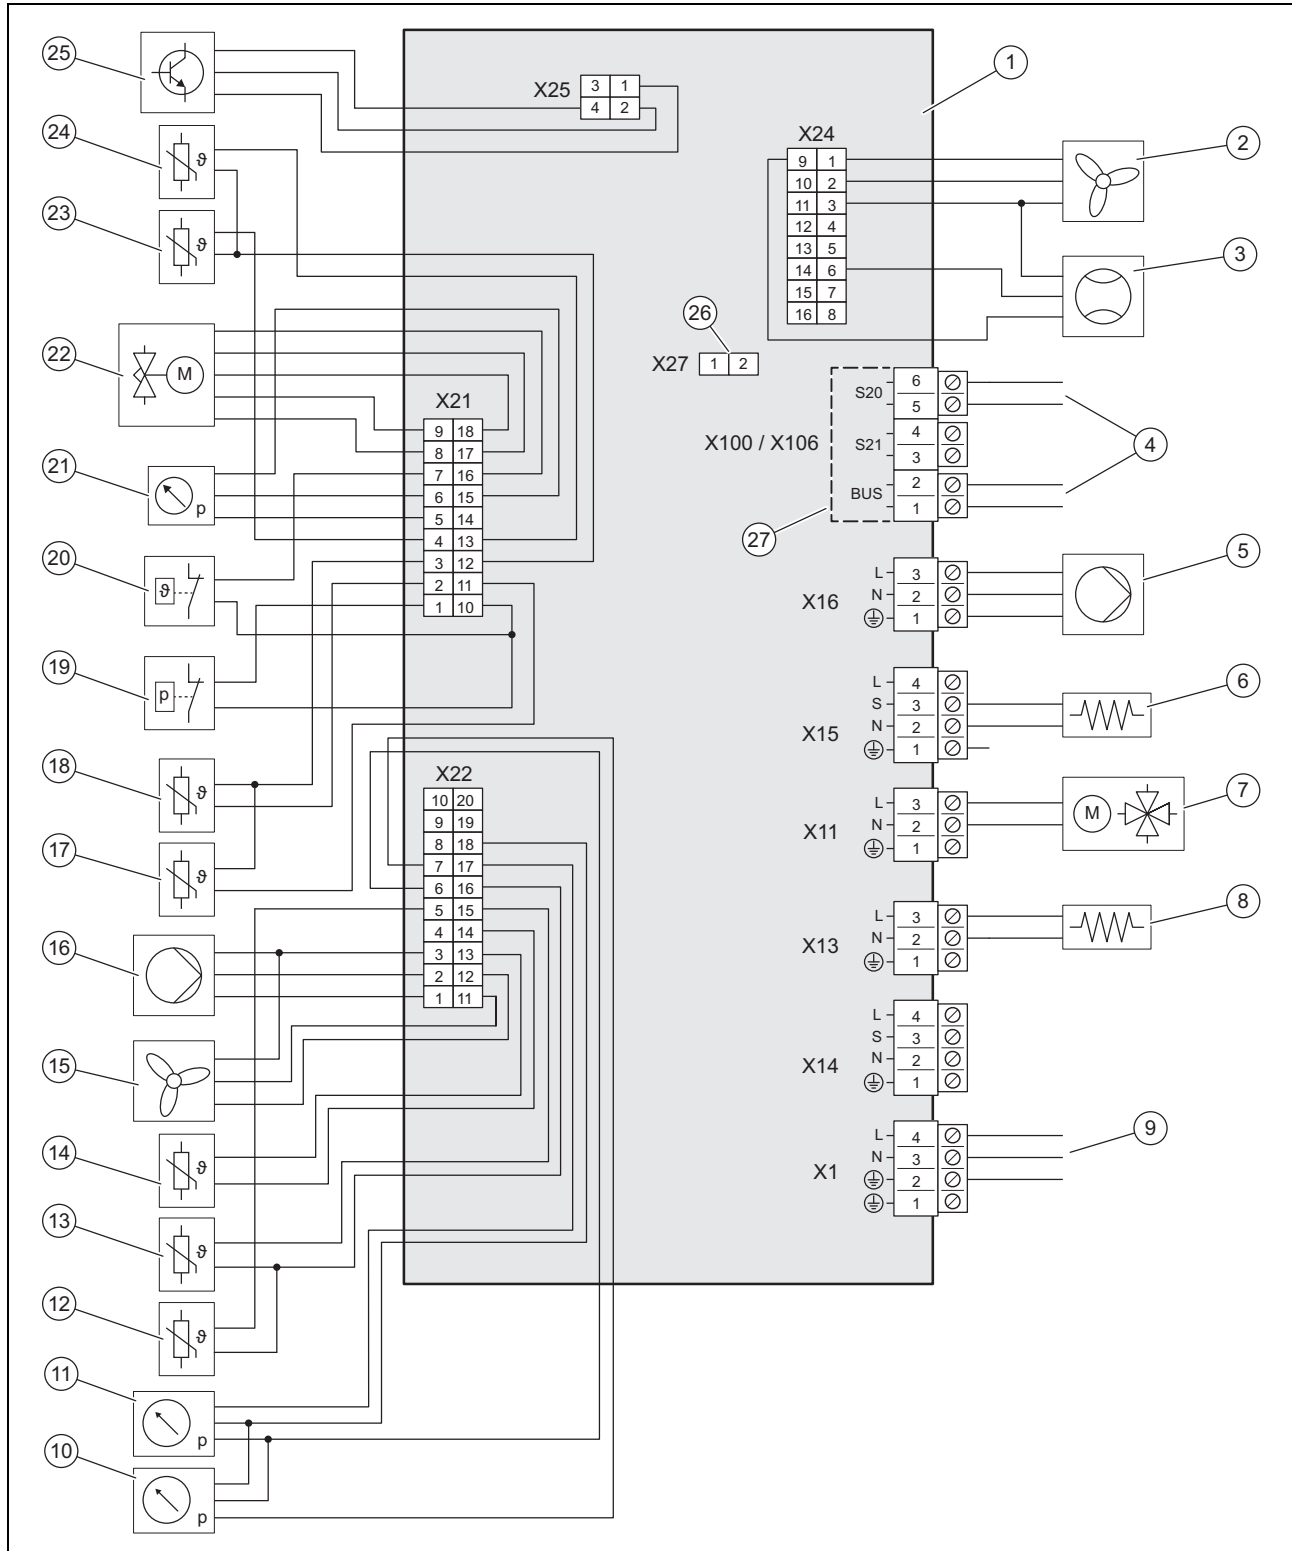 25
X25
3 1
4 2
1
24
ϑ
X24
9 1
10 2
11 3
12 4
13 5
14 6
15 7
16 8
2
23
ϑ
3
26
X27
1 2
22
M
X21
9 18
8 17
7 16
6 15
5 14
4 13
3 12
2 11
1 10
X100 / X106
S20
6
5
S21
4
3
BUS
2
1
4
27
21
p
20
ϑ
X16
L 3
N 2
1
5
19
p
X15
L 4
S 3
N 2
1
6
18
ϑ
X22
10 20
9 19
8 18
7 17
6 16
5 15
4 14
3 13
2 12
1 11
X11
L 3
N 2
1
M
7
17
ϑ
X13
L 3
N 2
1
8
16
X14
L 4
S 3
N 2
1
15
X1
L 4
N 3
2
1
9
14
ϑ
13
ϑ
12
ϑ
11
p
10
p